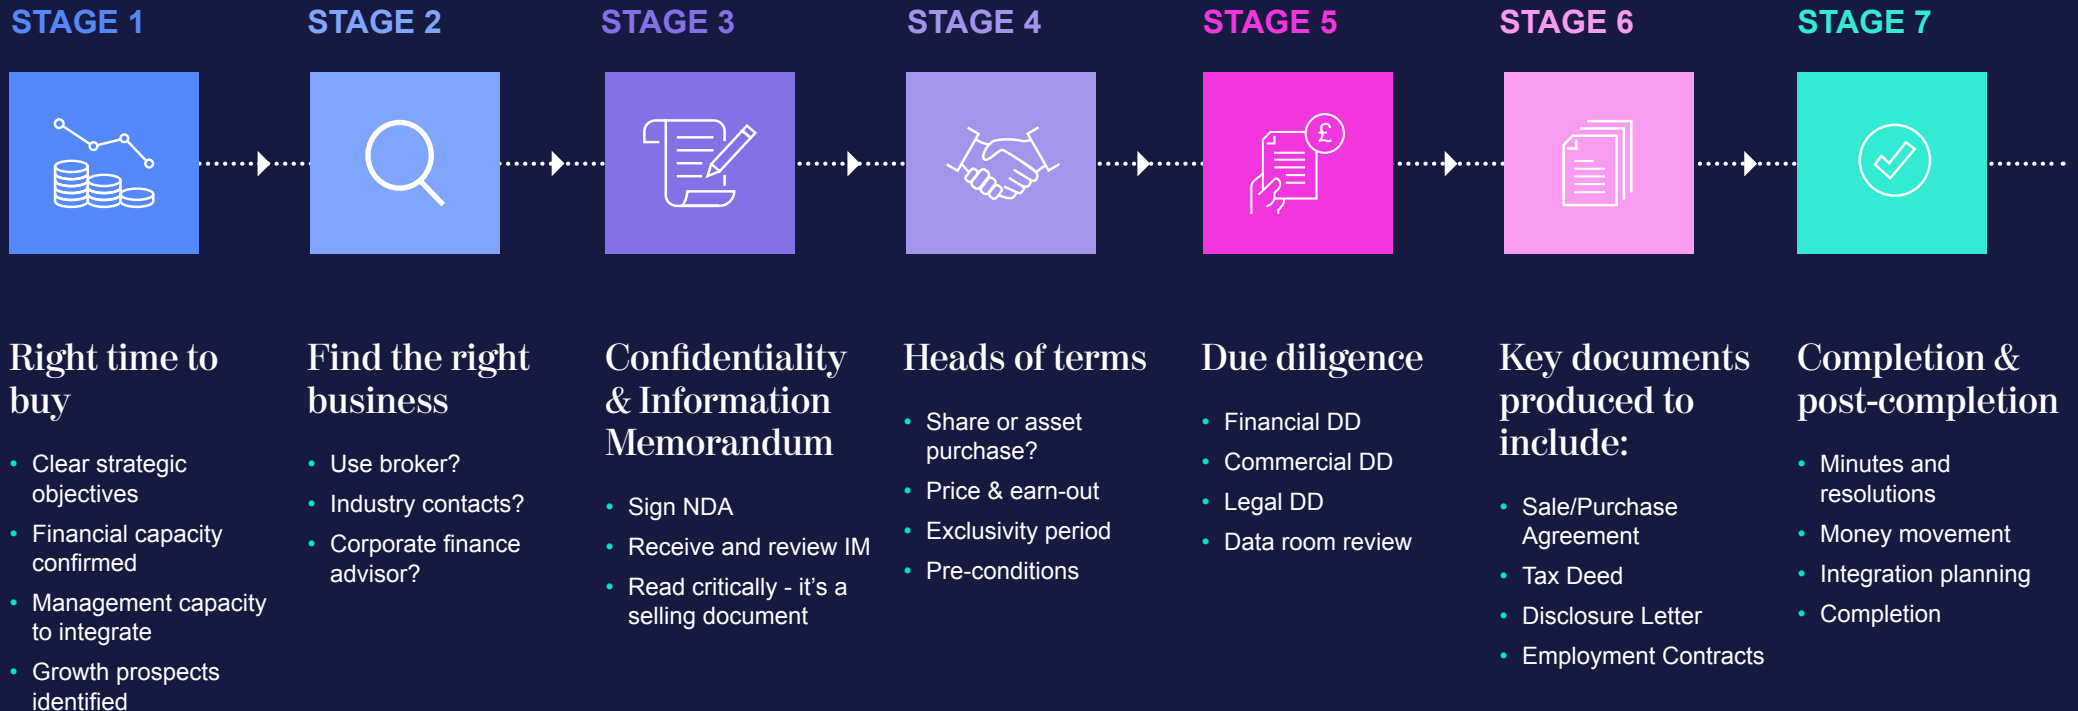 STAGE 1
Right time to
buy
• Clear strategic
objectives
• Financial capacity
confirmed
• Management capacity
to integrate
• Growth prospects
identified
STAGE 2
Find the right
business
• Use broker?
• Industry contacts?
• Corporate finance
advisor?
STAGE 3
Confidentiality
& Information
Memorandum
• Sign NDA
• Receive and review IM
• Read critically - it’s a
selling document
STAGE 4
Heads of terms
• Share or asset
purchase?
• Price & earn-out
• Exclusivity period
• Pre-conditions
STAGE 5
£
Due diligence
• Financial DD
• Commercial DD
• Legal DD
• Data room review
STAGE 6
Key documents
produced to
include:
• Sale/Purchase
Agreement
• Tax Deed
• Disclosure Letter
• Employment Contracts
STAGE 7
Completion &
post-completion
• Minutes and
resolutions
• Money movement
• Integration planning
• Completion